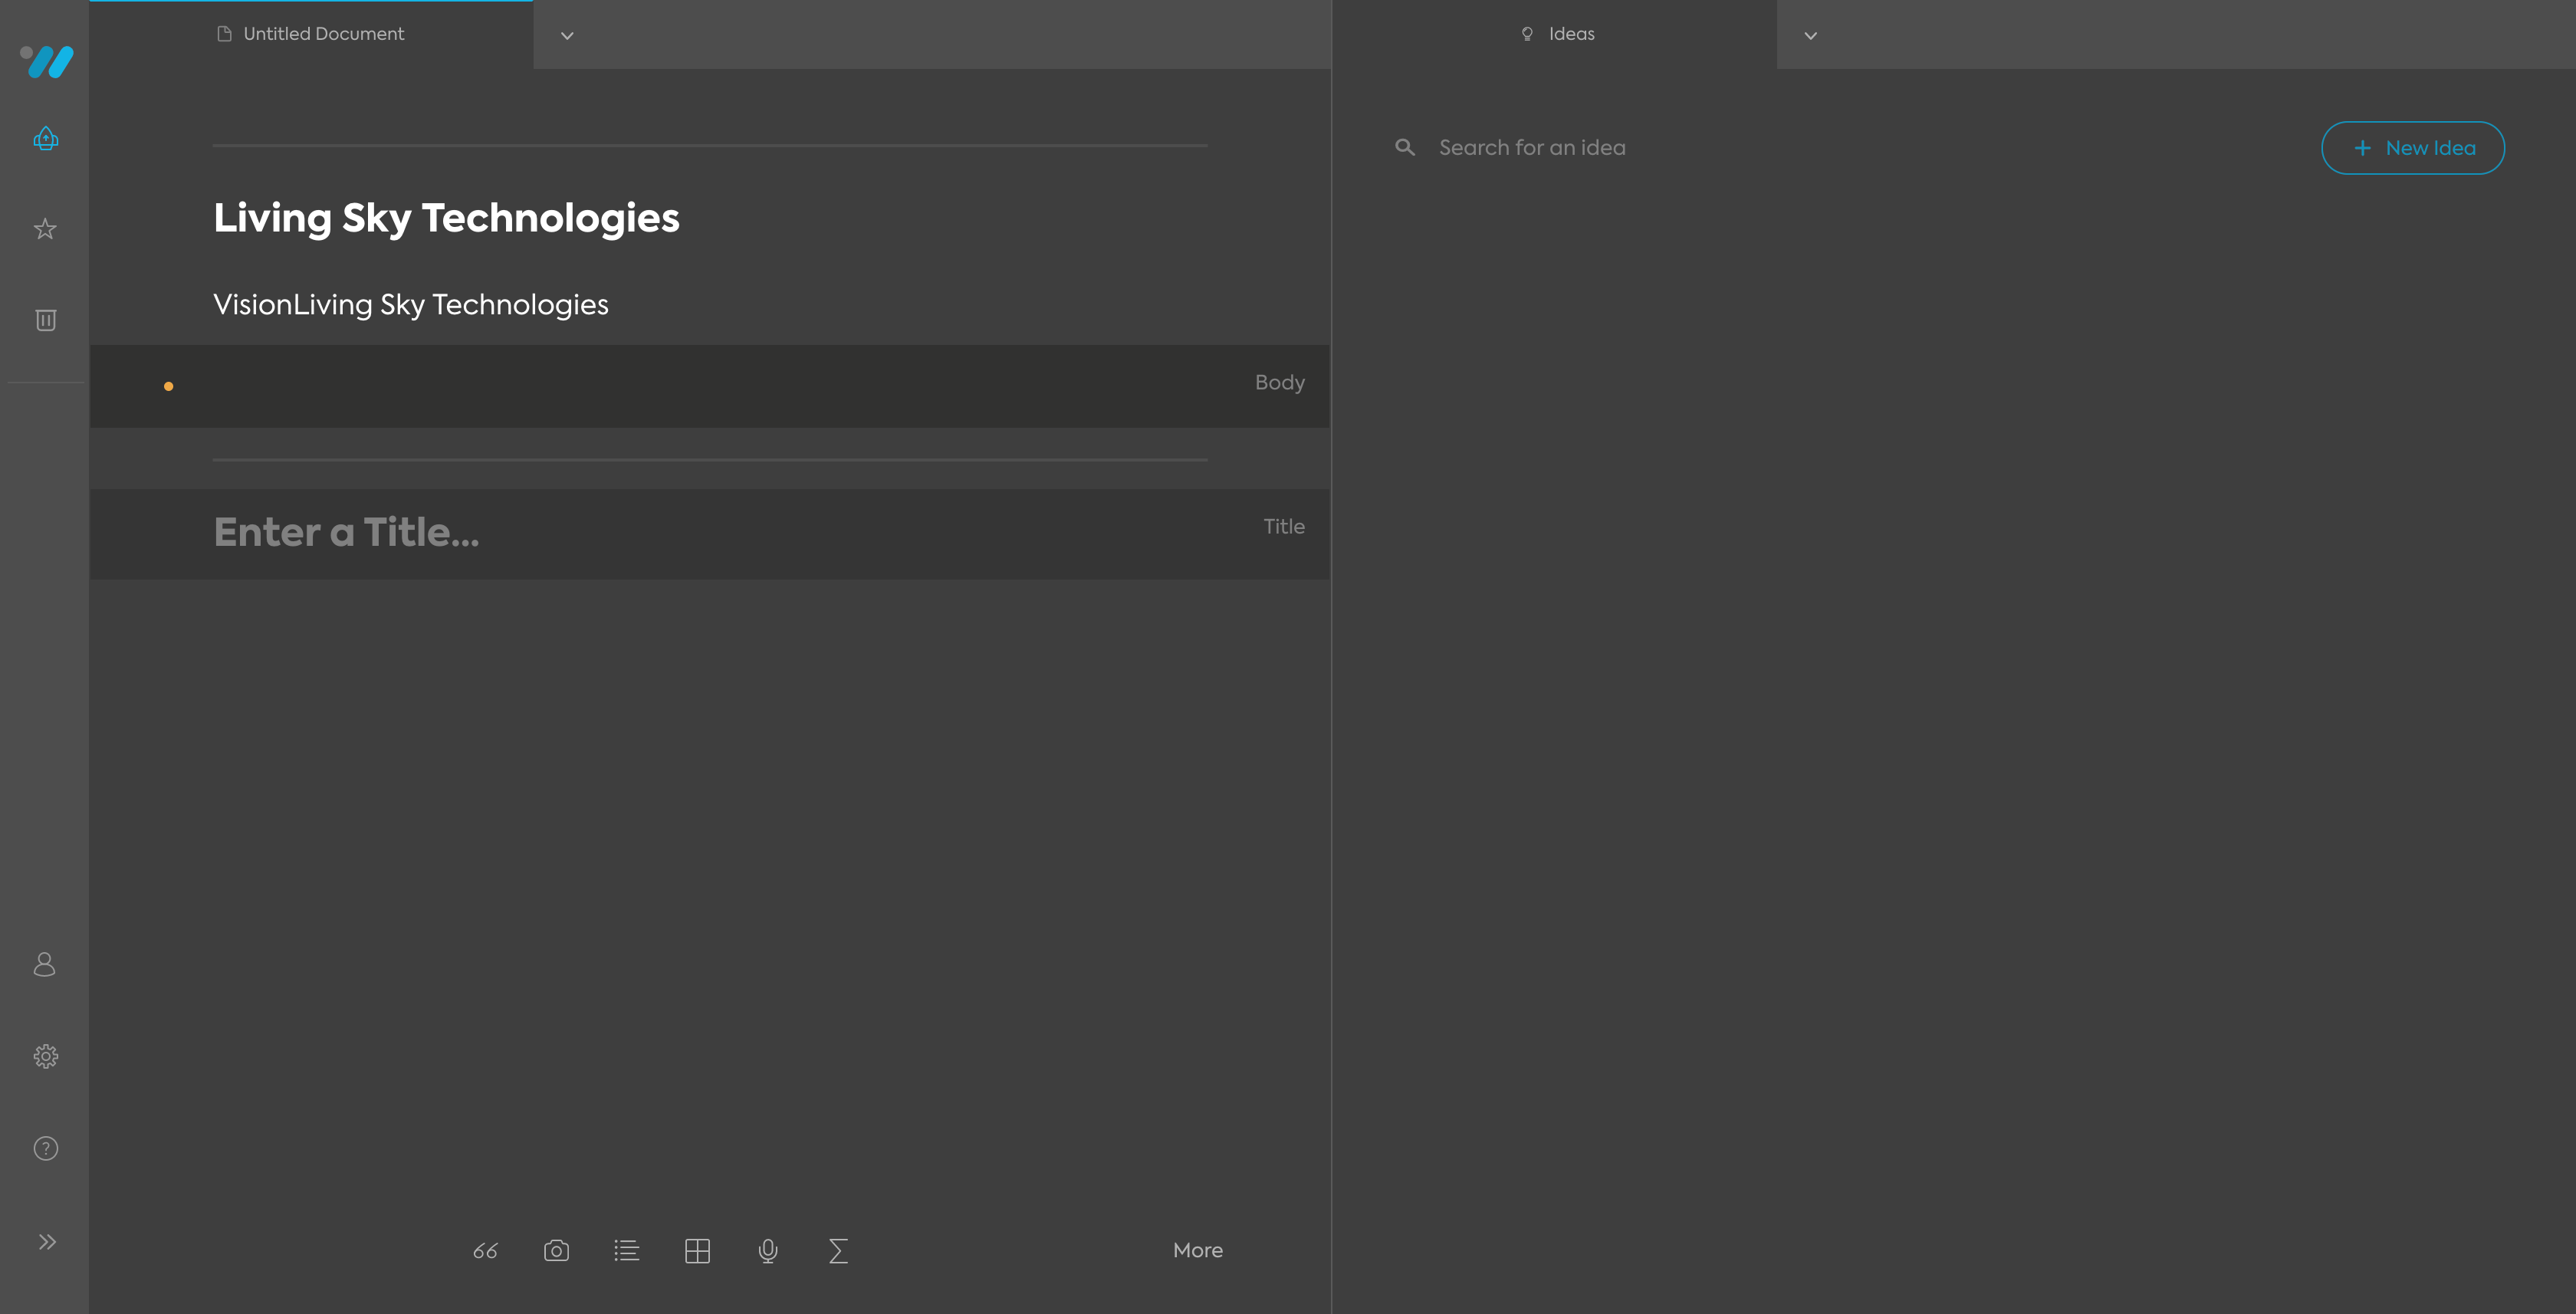 Untitled Document
Living Sky Technologies
VisionLiving Sky Technologies
Body
Enter a Title...
Title
More
Ideas
Search for an idea
+ New Idea